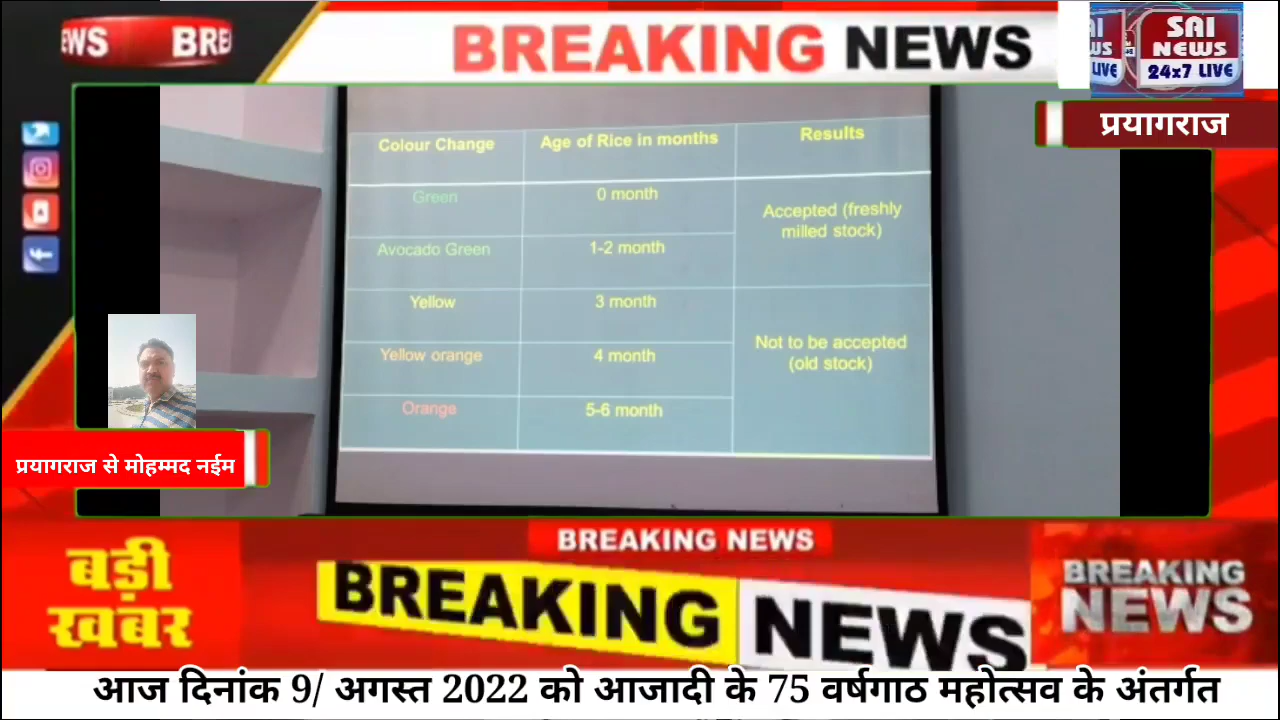 EWS BRE
BREAKING NEWS
SAI
NEWS
24x7 LIVE
प्रयागराज
Colour Change Age of Rice in months Results
Green 0 month
Accepted (freshly
milled stock)
Avocado Green 1-2 month
Yellow 3 month
Not to be accepted
(old stock)
Yellow orange 4 month
Orange 5-6 month
प्रयागराज से मोहम्मद नईम
BREAKING NEWS
बड़ी
खबर
BREAKING NEWS
BREAKING
NEWS
आज दिनांक 9/ अगस्त 2022 को आजादी के 75 वर्षगाठ महोत्सव के अंतर्गत